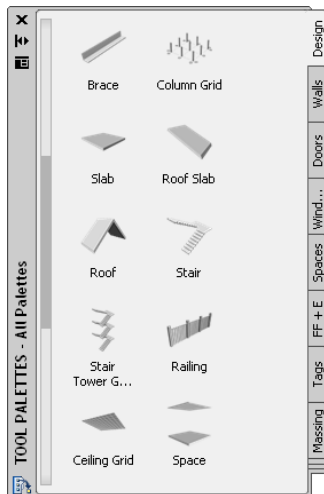 TOOL PALETTES - All Palettes
Brace
Column Grid
Slab
Roof Slab
Roof
Stair
Stair
Tower G...
Railing
Ceiling Grid
Space
Design
Walls
Doors
Wind...
Spaces
FF + E
Tags
Massing